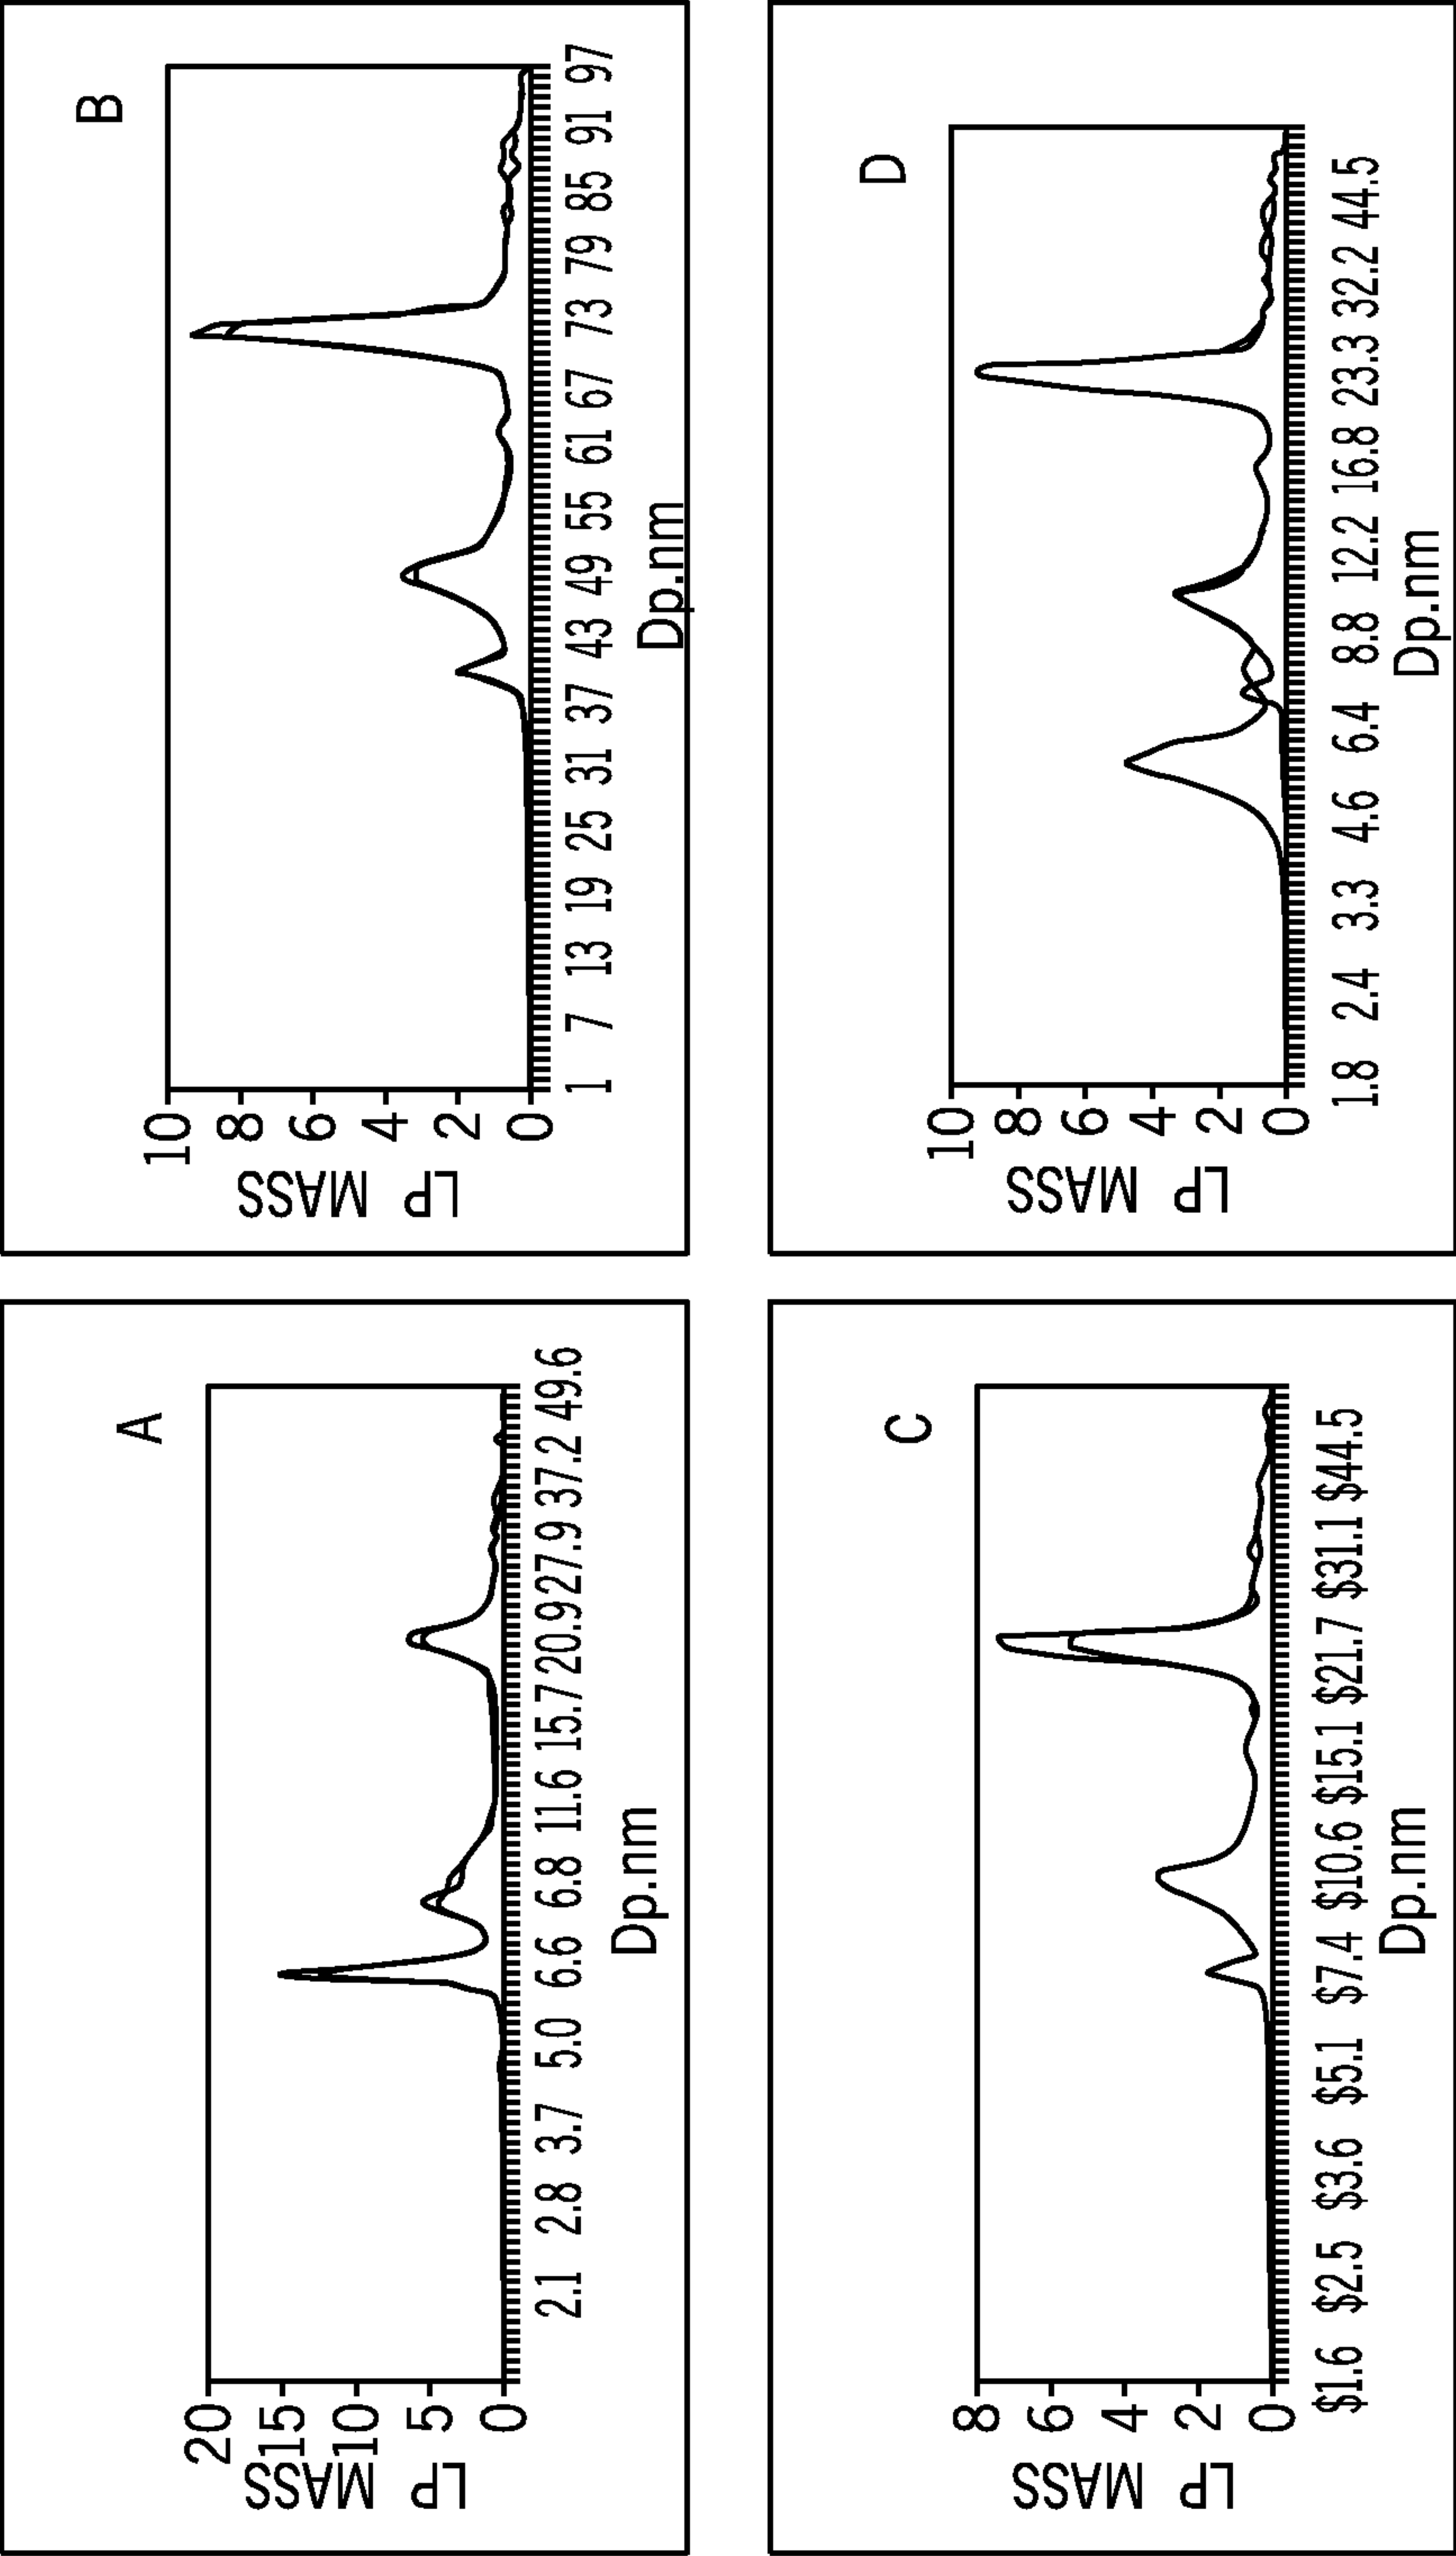 A
20
15
10
5
0
LP MASS
2.1 2.8 3.7 5.0 6.6 6.8 11.6 15.7 20.9 27.9 37.2 49.6
Dp.nm
B
10
8
6
4
2
0
LP MASS
1 7 13 19 25 31 37 43 49 55 61 67 73 79 85 91 97
Dp.nm
C
8
6
4
2
0
LP MASS
$1.6 $2.5 $3.6 $5.1 $7.4 $10.6 $15.1 $21.7 $31.1 $44.5
Dp.nm
D
10
8
6
4
2
0
LP MASS
1.8 2.4 3.3 4.6 6.4 8.8 12.2 16.8 23.3 32.2 44.5
Dp.nm